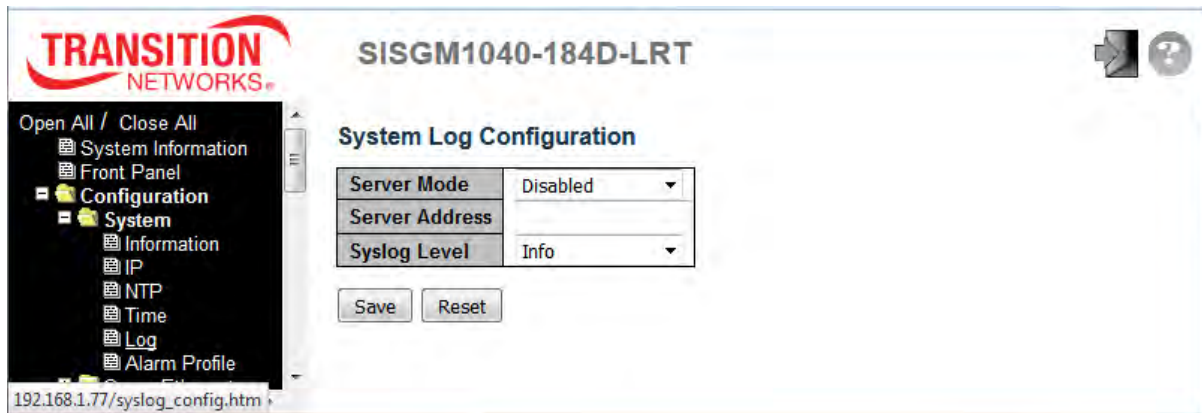 TRANSITION
NETWORKS®
SISGM1040-184D-LRT
Open All / Close All
System Information
Front Panel
Configuration
System
Information
IP
NTP
Time
Log
Alarm Profile
192.168.1.77/syslog_config.htm
System Log Configuration
Server Mode Disabled
Server Address
Syslog Level Info
Save Reset